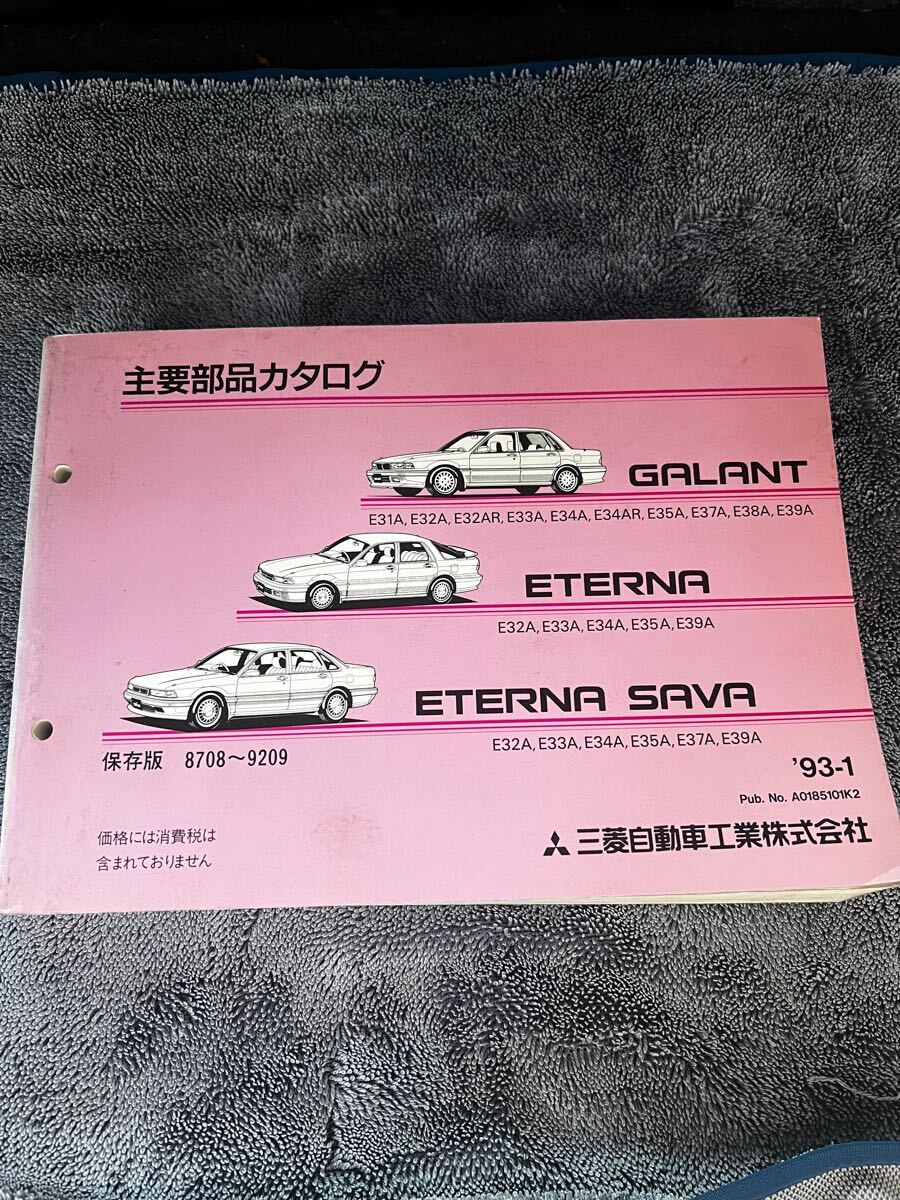 主要部品カタログ
GALANT
E31A, E32A, E32AR, E33A, E34A, E34AR, E35A, E37A, E38A, E39A
ETERNA
E32A, E33A, E34A, E35A, E39A
ETERNA SAVA
E32A, E33A, E34A, E35A, E37A, E39A
保存版 8708～9209
'93-1
Pub. No. A0185101K2
価格には消費税は
含まれておりません
三菱自動車工業株式会社